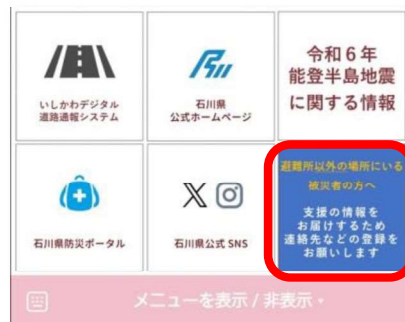 いしかわデジタル
道路通報システム
石川県
公式ホームページ
令和6年
能登半島地震
に関する情報
石川県防災ポータル
石川県公式SNS
避難所以外の場所にいる
被災者の方へ
支援の情報を
お届けするため
連絡先などの登録を
お願いします
メニューを表示/非表示